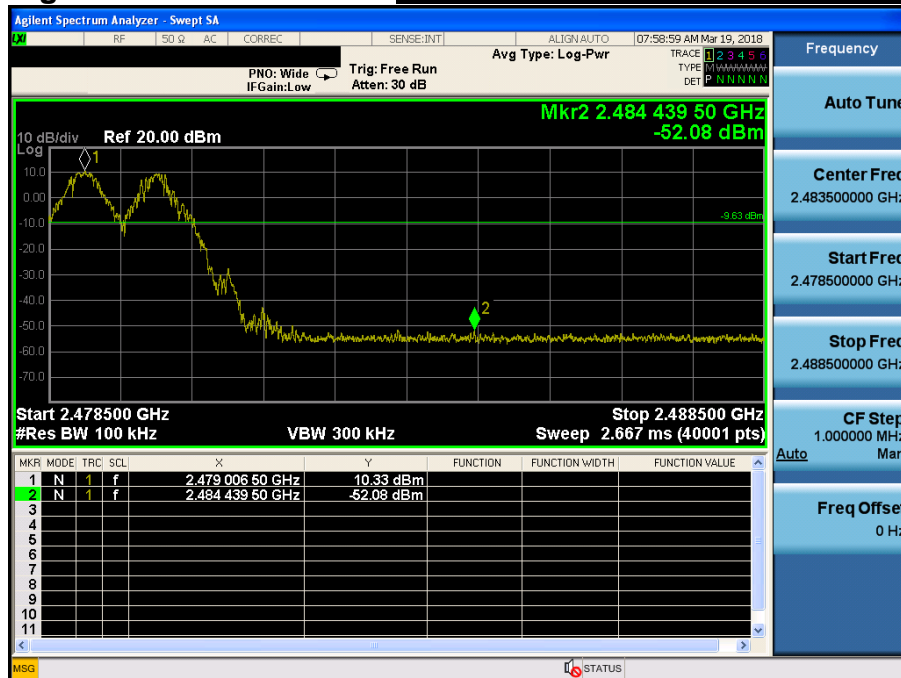 Agilent Spectrum Analyzer - Swept SA
LXI RF 50 Ω AC CORREC SENSE:INT ALIGN AUTO 07:58:59 AM Mar 19, 2018
Frequency
Avg Type: Log-Pwr TRACE 1 2 3 4 5 6
PNO: Wide Trig: Free Run TYPE M WWWWW
IFGain:Low Atten: 30 dB DET P N N N N N
Auto Tune
Mkr2 2.484 439 50 GHz
10 dB/div Ref 20.00 dBm -52.08 dBm
Log
1
10.0
0.00
-9.63 dBm
-10.0
-20.0
-30.0
-40.0
2
-50.0
-60.0
-70.0
Center Freq
2.483500000 GHz
Start Freq
2.478500000 GHz
Stop Freq
2.488500000 GHz
Start 2.478500 GHz Stop 2.488500 GHz
#Res BW 100 kHz VBW 300 kHz Sweep 2.667 ms (40001 pts)
CF Step
1.000000 MHz
Auto Man
MKR MODE TRC SCL X Y FUNCTION FUNCTION WIDTH FUNCTION VALUE
1 N 1 f 2.479 006 50 GHz 10.33 dBm
2 N 1 f 2.484 439 50 GHz -52.08 dBm
3
4
5
6
7
8
9
10
11
Freq Offset
0 Hz
MSG STATUS